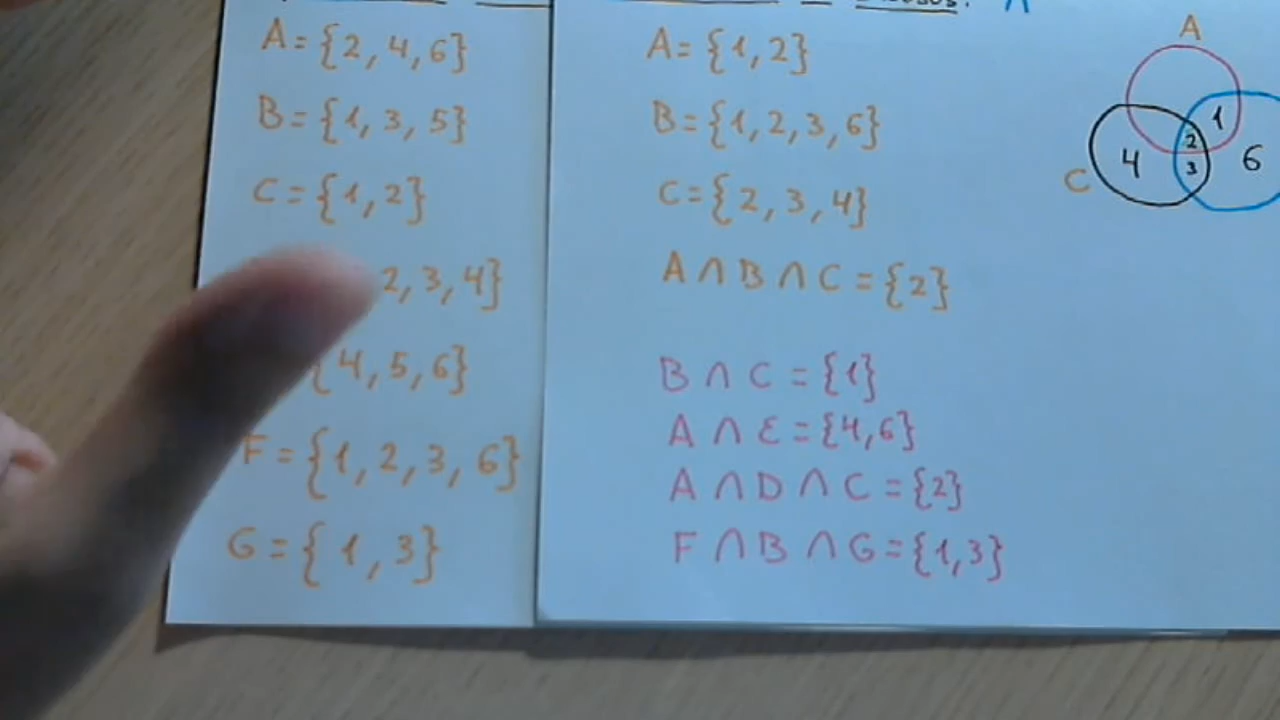 A = {2, 4, 6}
B = {1, 3, 5}
C = {1, 2}
2, 3, 4}
{4, 5, 6}
F = {1, 2, 3, 6}
G = {1, 3}
A = {1, 2}
B = {1, 2, 3, 6}
C = {2, 3, 4}
A ∩ B ∩ C = {2}
B ∩ C = {1}
A ∩ E = {4, 6}
A ∩ D ∩ C = {2}
F ∩ B ∩ G = {1, 3}
A
1
2
4
3
6
C